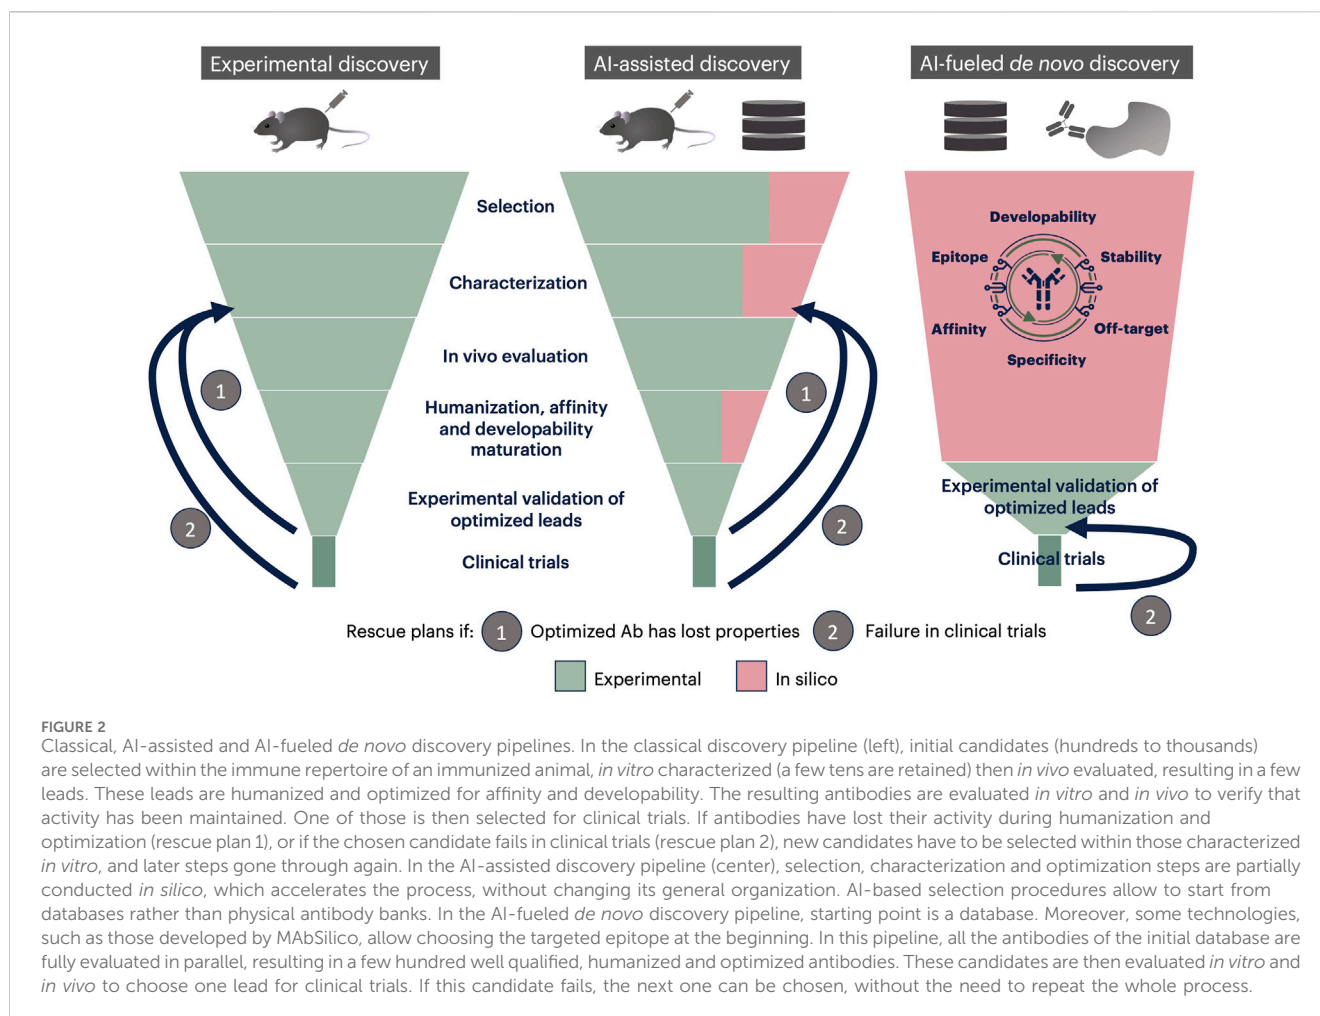 Experimental discovery
AI-assisted discovery
AI-fueled de novo discovery
Selection
Characterization
In vivo evaluation
Humanization, affinity
and developability
maturation
Experimental validation of
optimized leads
Clinical trials
1
2
1
2
Developability
Epitope
Stability
Affinity
Off-target
Specificity
Experimental validation of
optimized leads
Clinical trials
2
Rescue plans if: 1 Optimized Ab has lost properties 2 Failure in clinical trials
Experimental
In silico
FIGURE 2
Classical, AI-assisted and AI-fueled de novo discovery pipelines. In the classical discovery pipeline (left), initial candidates (hundreds to thousands)
are selected within the immune repertoire of an immunized animal, in vitro characterized (a few tens are retained) then in vivo evaluated, resulting in a few
leads. These leads are humanized and optimized for affinity and developability. The resulting antibodies are evaluated in vitro and in vivo to verify that
activity has been maintained. One of those is then selected for clinical trials. If antibodies have lost their activity during humanization and
optimization (rescue plan 1), or if the chosen candidate fails in clinical trials (rescue plan 2), new candidates have to be selected within those characterized
in vitro, and later steps gone through again. In the AI-assisted discovery pipeline (center), selection, characterization and optimization steps are partially
conducted in silico, which accelerates the process, without changing its general organization. AI-based selection procedures allow to start from
databases rather than physical antibody banks. In the AI-fueled de novo discovery pipeline, starting point is a database. Moreover, some technologies,
such as those developed by MAbSilico, allow choosing the targeted epitope at the beginning. In this pipeline, all the antibodies of the initial database are
fully evaluated in parallel, resulting in a few hundred well qualified, humanized and optimized antibodies. These candidates are then evaluated in vitro and
in vivo to choose one lead for clinical trials. If this candidate fails, the next one can be chosen, without the need to repeat the whole process.